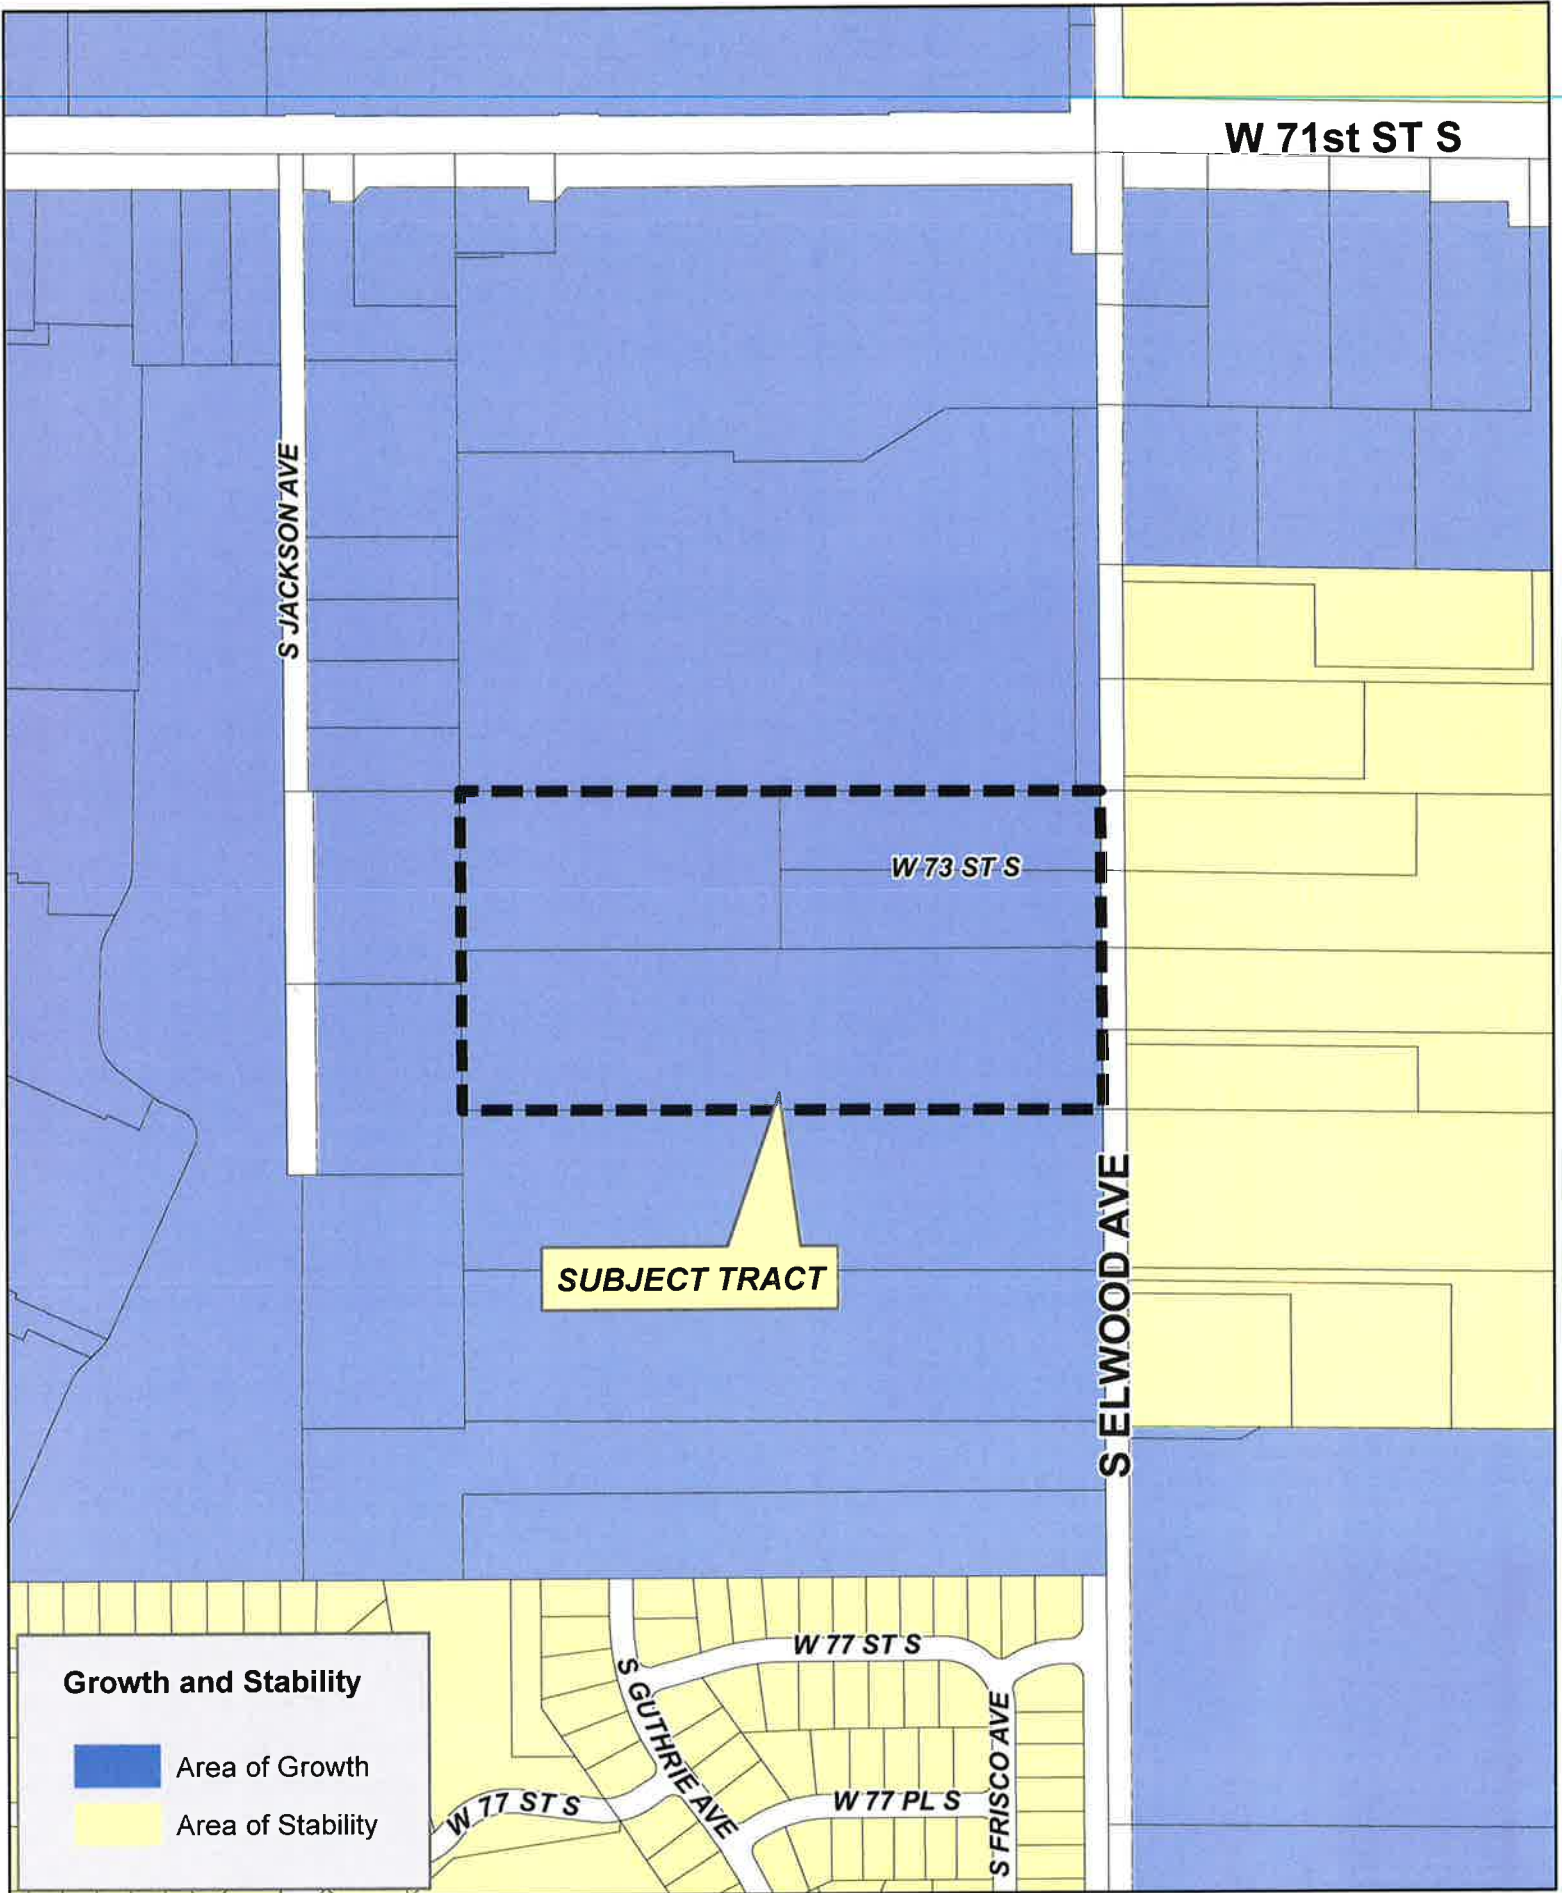 W 71st ST S
S JACKSON AVE
W 73 ST S
SUBJECT TRACT
S ELWOOD AVE
W 77 ST S
S GUTHRIE AVE
S FRISCO AVE
W 77 ST S
W 77 PL S
Growth and Stability
Area of Growth
Area of Stability